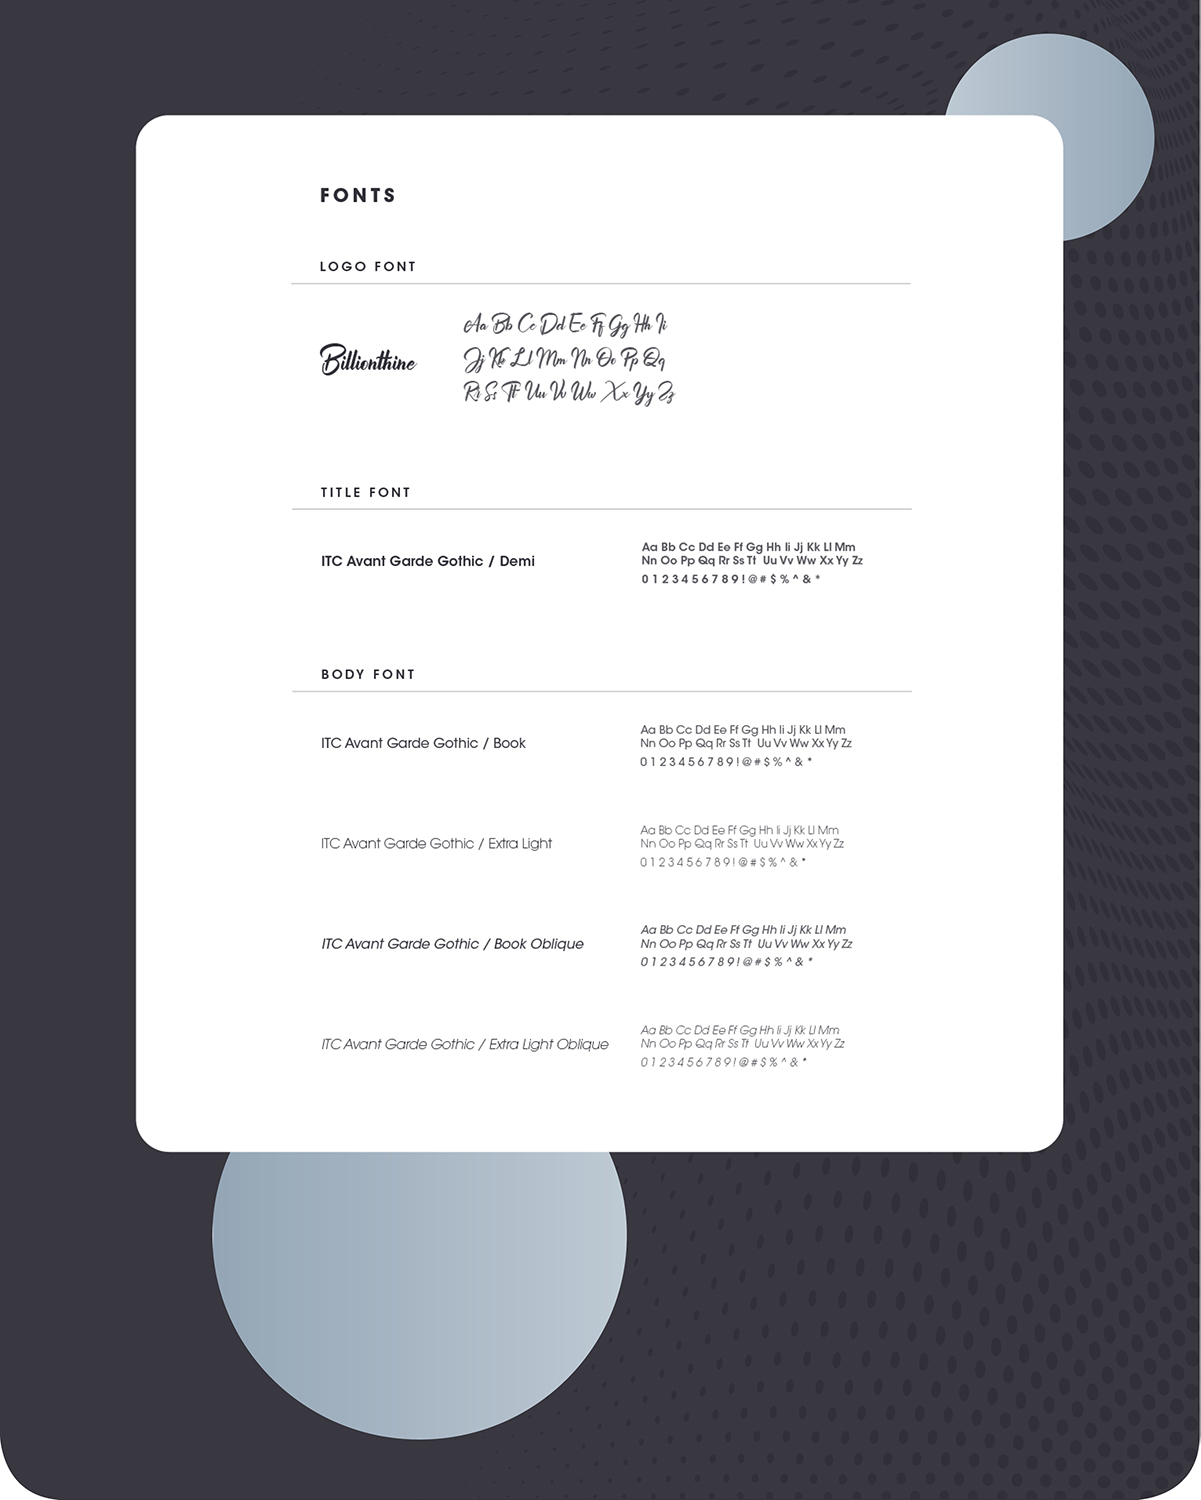 FONTS
LOGO FONT
Billionthine
Aa Bb Cc Dd Ee Ff Gg Hh Ii
Jj Kk Ll Mm Nn Oo Pp Qq
Rr Ss Tt Uu Vv Ww Xx Yy Zz
TITLE FONT
ITC Avant Garde Gothic / Demi
Aa Bb Cc Dd Ee Ff Gg Hh Ii Jj Kk Ll Mm
Nn Oo Pp Qq Rr Ss Tt Uu Vv Ww Xx Yy Zz
0 1 2 3 4 5 6 7 8 9 ! @ # $ % ^ & *
BODY FONT
ITC Avant Garde Gothic / Book
Aa Bb Cc Dd Ee Ff Gg Hh Ii Jj Kk Ll Mm
Nn Oo Pp Qq Rr Ss Tt Uu Vv Ww Xx Yy Zz
0 1 2 3 4 5 6 7 8 9 ! @ # $ % ^ & *
ITC Avant Garde Gothic / Extra Light
Aa Bb Cc Dd Ee Ff Gg Hh Ii Jj Kk Ll Mm
Nn Oo Pp Qq Rr Ss Tt Uu Vv Ww Xx Yy Zz
0 1 2 3 4 5 6 7 8 9 ! @ # $ % ^ & *
ITC Avant Garde Gothic / Book Oblique
Aa Bb Cc Dd Ee Ff Gg Hh Ii Jj Kk Ll Mm
Nn Oo Pp Qq Rr Ss Tt Uu Vv Ww Xx Yy Zz
0 1 2 3 4 5 6 7 8 9 ! @ # $ % ^ & *
ITC Avant Garde Gothic / Extra Light Oblique
Aa Bb Cc Dd Ee Ff Gg Hh Ii Jj Kk Ll Mm
Nn Oo Pp Qq Rr Ss Tt Uu Vv Ww Xx Yy Zz
0 1 2 3 4 5 6 7 8 9 ! @ # $ % ^ & *